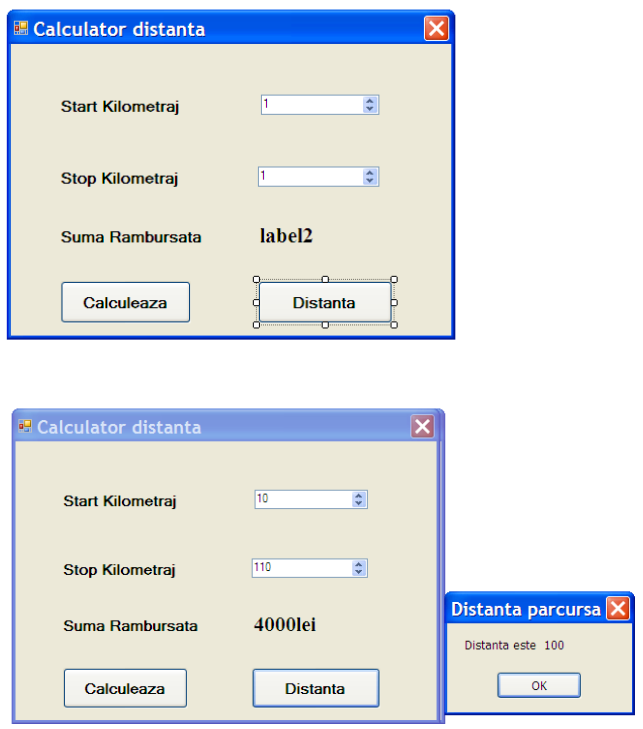 Calculator distanta
Start Kilometraj 1
Stop Kilometraj 1
Suma Rambursata label2
Calculeaza Distanta
Calculator distanta
Start Kilometraj 10
Stop Kilometraj 110
Suma Rambursata 4000lei
Calculeaza Distanta
Distanta parcursa
Distanta este 100
OK